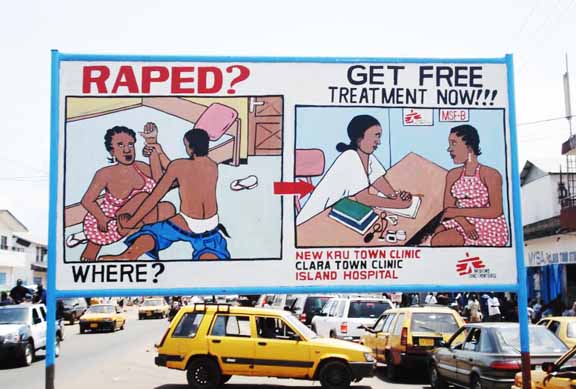 RAPED?
WHERE?
GET FREE
TREATMENT NOW!!!
MSF-B
NEW KRU TOWN CLINIC
CLARA TOWN CLINIC
ISLAND HOSPITAL